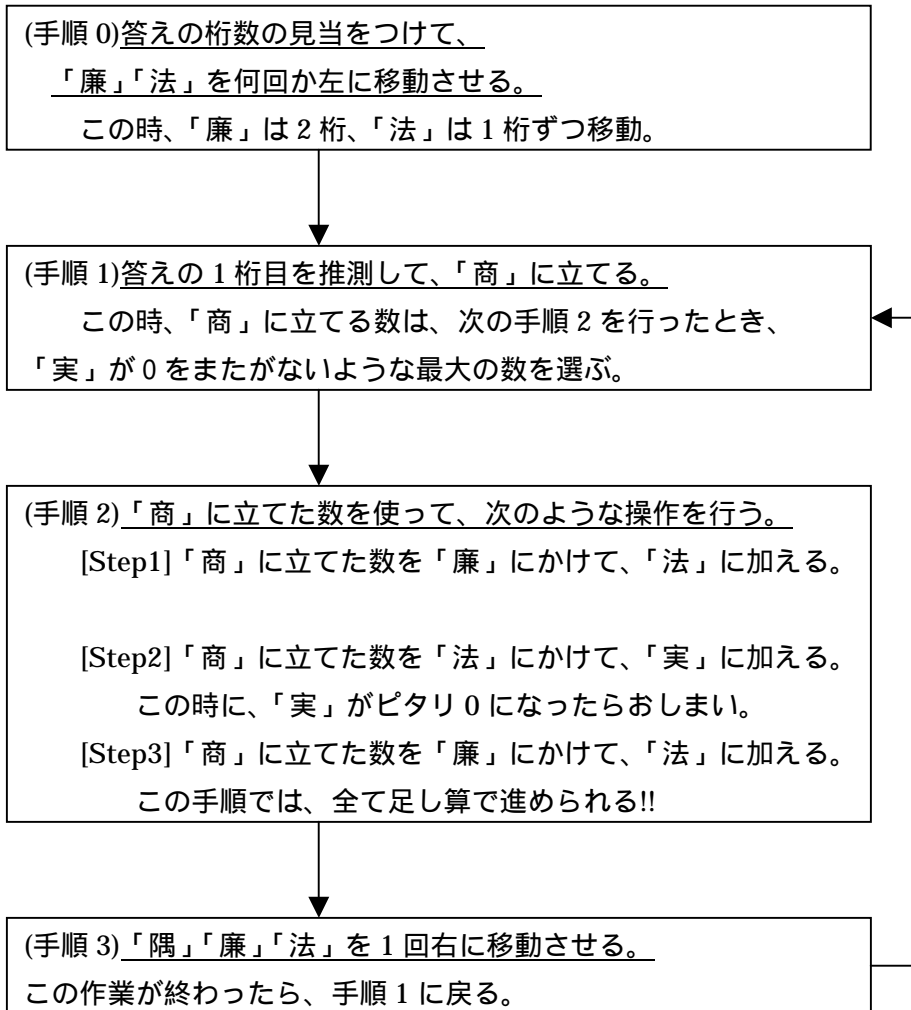 (手順 0)答えの桁数の見当をつけて、
「廉」「法」を何回か左に移動させる。
この時、「廉」は 2 桁、「法」は 1 桁ずつ移動。
(手順 1)答えの 1 桁目を推測して、「商」に立てる。
この時、「商」に立てる数は、次の手順 2 を行ったとき、
「実」が 0 をまたがないような最大の数を選ぶ。
(手順 2)「商」に立てた数を使って、次のような操作を行う。
[Step1]「商」に立てた数を「廉」にかけて、「法」に加える。
[Step2]「商」に立てた数を「法」にかけて、「実」に加える。
この時に、「実」がピタリ 0 になったらおしまい。
[Step3]「商」に立てた数を「廉」にかけて、「法」に加える。
この手順では、全て足し算で進められる!!
(手順 3)「隅」「廉」「法」を 1 回右に移動させる。
この作業が終わったら、手順 1 に戻る。